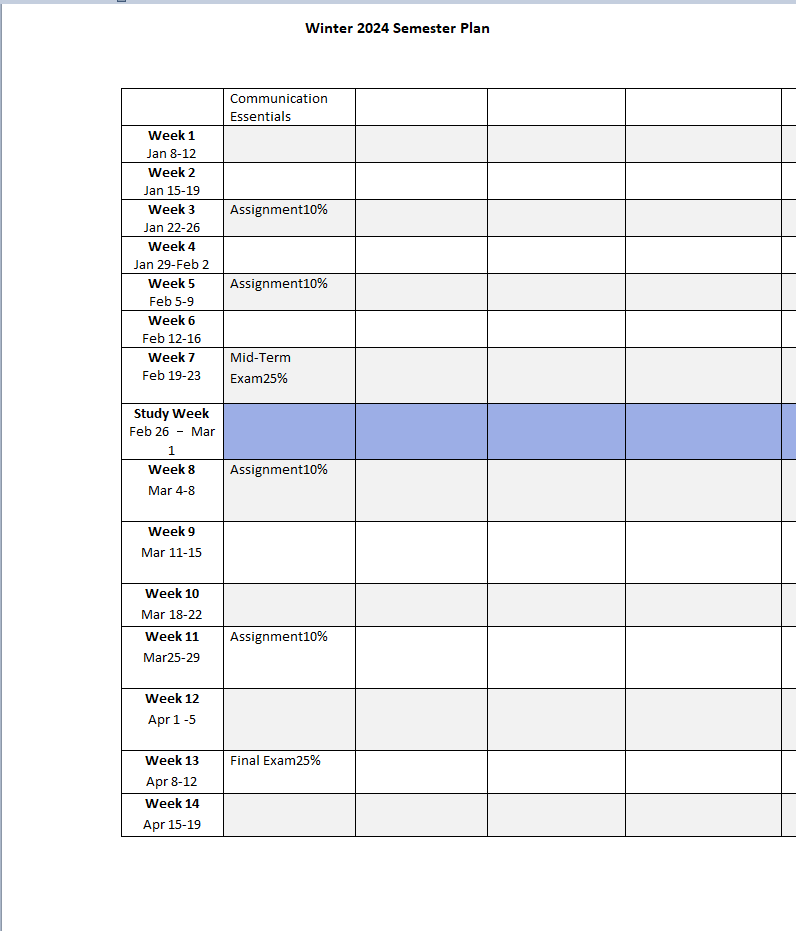 Winter 2024 Semester Plan
Communication
Essentials
Week 1
Jan 8-12
Week 2
Jan 15-19
Week 3
Assignment10%
Jan 22-26
Week 4
Jan 29-Feb 2
Week 5
Assignment10%
Feb 5-9
Week 6
Feb 12-16
Week 7
Mid-Term
Feb 19-23
Exam25%
Study Week
Feb 26 – Mar
1
Week 8
Assignment10%
Mar 4-8
Week 9
Mar 11-15
Week 10
Mar 18-22
Week 11
Assignment10%
Mar25-29
Week 12
Apr 1 -5
Week 13
Final Exam25%
Apr 8-12
Week 14
Apr 15-19